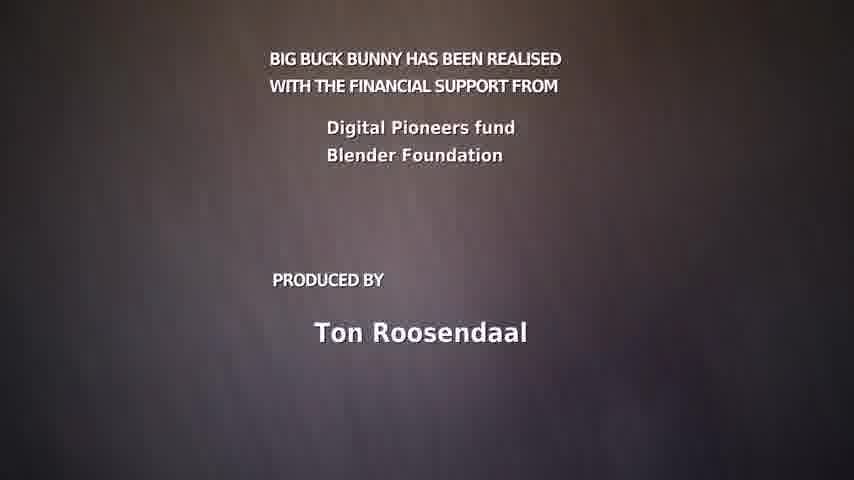 BIG BUCK BUNNY HAS BEEN REALISED
WITH THE FINANCIAL SUPPORT FROM
Digital Pioneers fund
Blender Foundation
PRODUCED BY
Ton Roosendaal